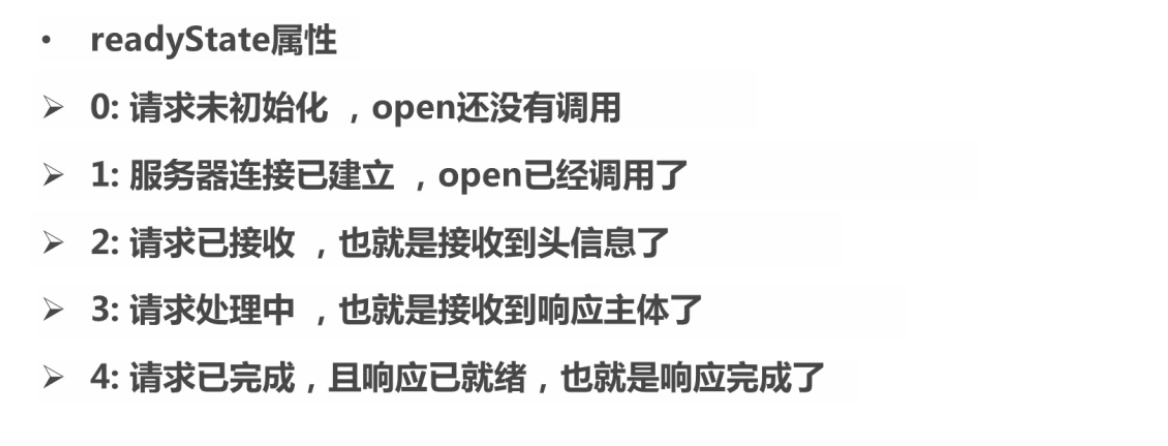 • readyState属性
➢ 0: 请求未初始化 ，open还没有调用
➢ 1: 服务器连接已建立 ，open已经调用了
➢ 2: 请求已接收 ，也就是接收到头信息了
➢ 3: 请求处理中 ，也就是接收到响应主体了
➢ 4: 请求已完成，且响应已就绪，也就是响应完成了